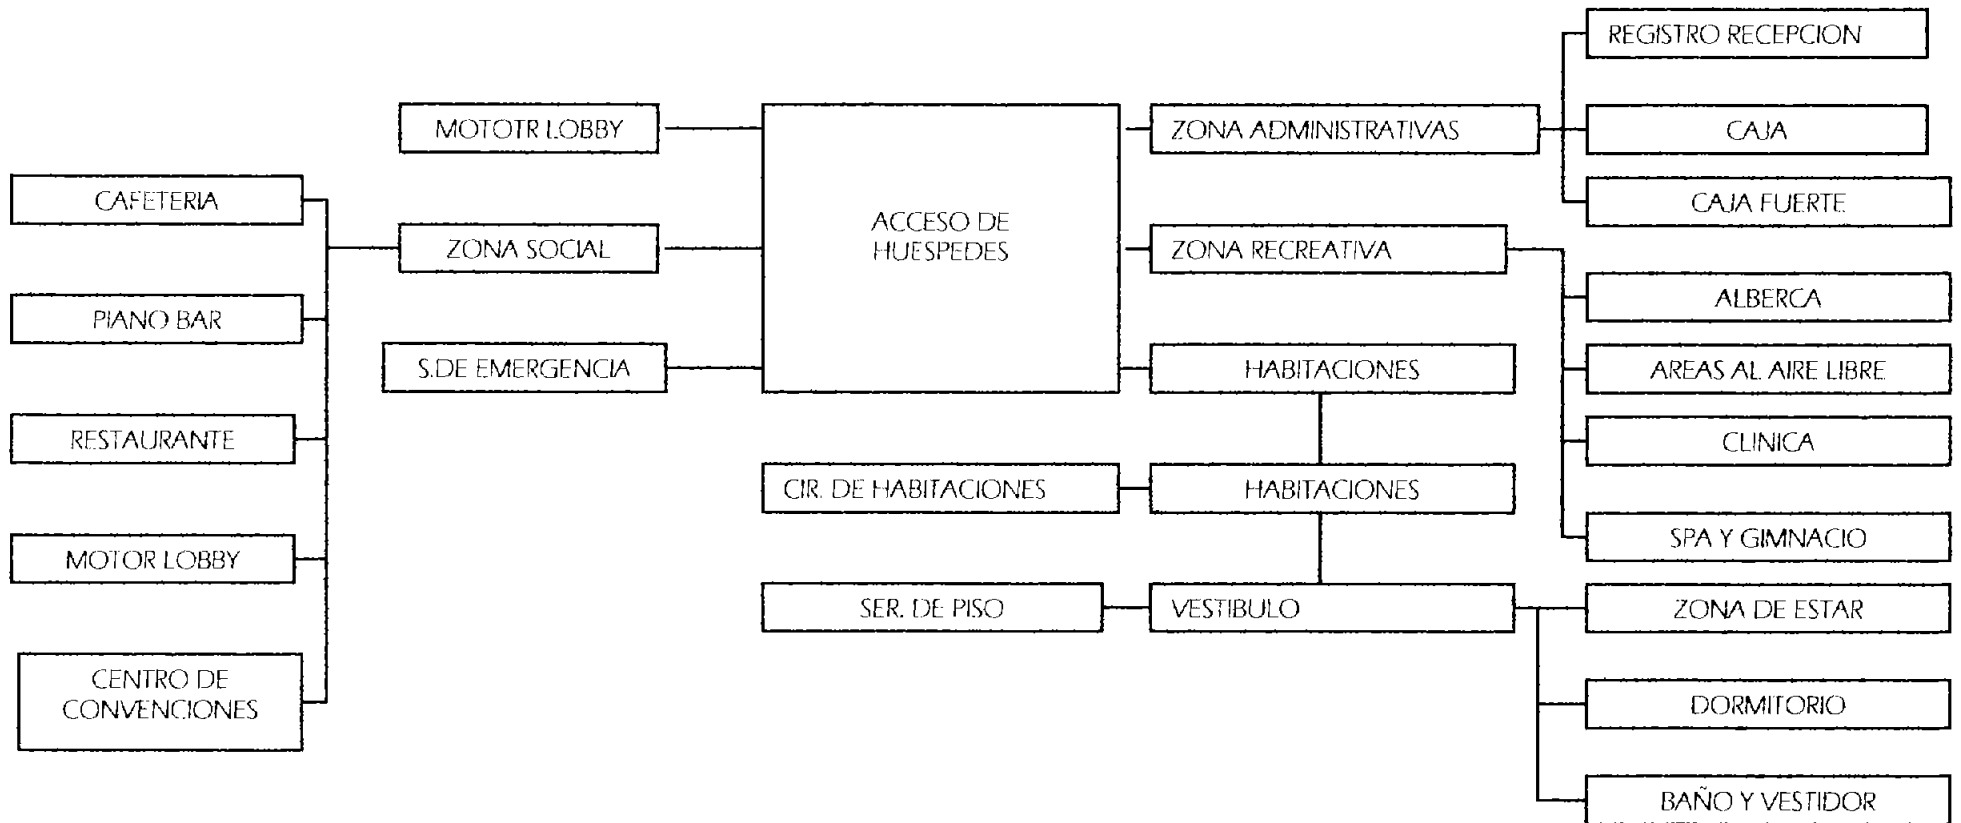 REGISTRO RECEPCION
MOTOTR LOBBY
ZONA ADMINISTRATIVAS
CAJA
CAFETERIA
CAJA FUERTE
ACCESO DE
HUESPEDES
ZONA SOCIAL
ZONA RECREATIVA
ALBERCA
PIANO BAR
S.DE EMERGENCIA
HABITACIONES
AREAS AL AIRE LIBRE
RESTAURANTE
CLINICA
CIR. DE HABITACIONES
HABITACIONES
MOTOR LOBBY
SPA Y GIMNACIO
SER. DE PISO
VESTIBULO
ZONA DE ESTAR
CENTRO DE
CONVENCIONES
DORMITORIO
BAÑO Y VESTIDOR